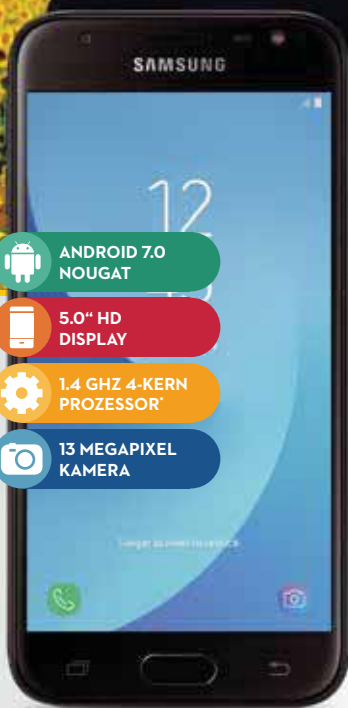 SAMSUNG
12
ANDROID 7.0
NOUGAT
5.0“ HD
DISPLAY
1.4 GHZ 4-KERN
PROZESSOR*
13 MEGAPIXEL
KAMERA